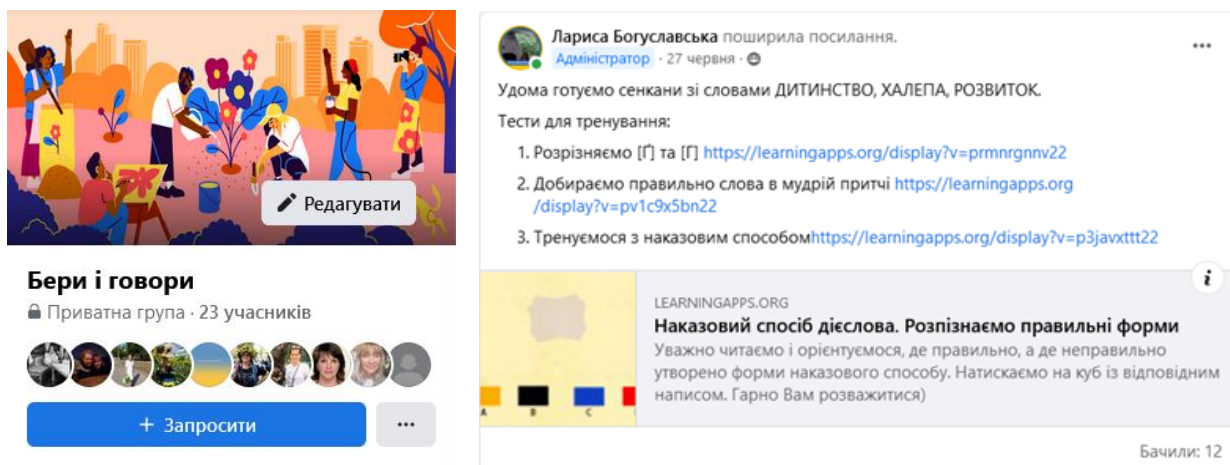 Редагувати
Бери і говори
Приватна група · 23 учасників
+ Запросити
Лариса Богуславська поширила посилання.
Адміністратор · 27 червня ·
Удома готуємо сенкани зі словами ДИТИНСТВО, ХАЛЕПА, РОЗВИТОК.
Тести для тренування:
1. Розрізняємо [Ґ] та [Г] https://learningapps.org/display?v=prmnrgnnv22
2. Добираємо правильно слова в мудрій притчі https://learningapps.org
/display?v=pv1c9x5bn22
3. Тренуємося з наказовим способомhttps://learningapps.org/display?v=p3javxttt22
LEARNINGAPPS.ORG
Наказовий спосіб дієслова. Розпізнаємо правильні форми
Уважно читаємо і орієнтуємося, де правильно, а де неправильно
утворено форми наказового способу. Натискаємо на куб із відповідним
написом. Гарно Вам розважитися)
A B C
Бачили: 12